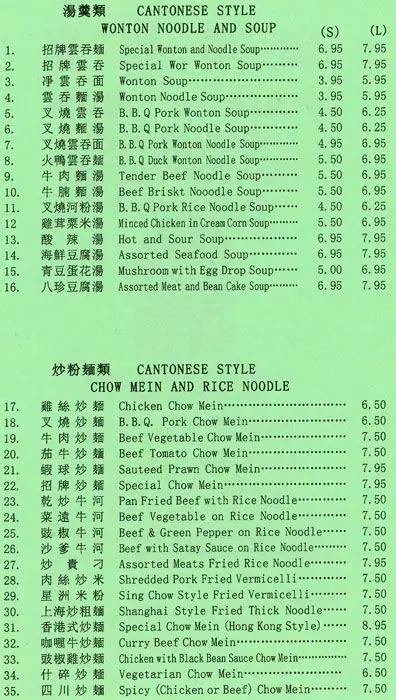 湯羹類 CANTONESE STYLE
WONTON NOODLE AND SOUP (S) (L)
1. 招牌雲吞麵 Special Wonton and Noodle Soup············ 6.95 7.95
2. 招牌雲吞 Special Wor Wonton Soup············ 6.95 7.95
3. 凈雲吞面 Wonton Soup············ 3.95 5.95
4. 雲吞麵湯 Wonton Noodle Soup············ 3.95 5.95
5. 叉燒雲吞 B.B.Q Pork Wonton Soup············ 4.50 6.25
6. 叉燒麵湯 B.B.Q Pork Noodle Soup············ 4.50 6.25
7. 叉燒雲吞面 B.B.Q Pork Wonton Noodle Soup············ 4.95 6.95
8. 火鴨雲吞麵 B.B.Q Duck Wonton Noodle Soup············ 5.50 6.95
9. 牛肉麵湯 Tender Beef Noodle Soup············ 5.50 6.95
10. 牛腩麵湯 Beef Briskt Nooodle Soup············ 5.50 6.95
11. 叉燒河粉湯 B.B.Q Pork Rice Noodle Soup············ 4.50 6.25
12 雞茸粟米湯 Minced Chicken in Cream Corn Soup············ 5.50 6.95
13. 酸辣湯 Hot and Sour Soup············ 6.95 7.95
14. 海鮮豆腐湯 Assorted Seafood Soup············ 6.95 7.95
15. 青豆蛋花湯 Mushroom with Egg Drop Soup············ 5.00 6.95
16. 八珍豆腐湯 Assorted Meat and Bean Cake Soup············ 6.95 7.95
炒粉麵類 CANTONESE STYLE
CHOW MEIN AND RICE NOODLE
17. 雞絲炒麵 Chicken Chow Mein············ 6.50
18. 叉燒炒麵 B.B.Q. Pork Chow Mein············ 6.50
19. 牛肉炒麵 Beef Vegetable Chow Mein············ 7.50
20. 茄牛炒麵 Beef Tomato Chow Mein············ 7.50
21. 蝦球炒麵 Sauteed Prawn Chow Mein············ 7.95
22. 招牌炒麵 Special Chow Mein············ 7.95
23. 乾炒牛河 Pan Fried Beef with Rice Noodle············ 7.50
24. 菜遠牛河 Beef Vegetable on Rice Noodle············ 7.50
25. 豉椒牛河 Beef & Green Pepper on Rice Noodle············ 7.50
26. 沙爹牛河 Beef with Satay Sauce on Rice Noodle············ 7.50
27. 炒貴刁 Assorted Meats Fried Rice Noodle············ 7.95
28. 肉絲炒米 Shredded Pork Fried Vermicelli············ 7.50
29. 星洲米粉 Sing Chow Style Fried Vermicelli············ 7.50
30. 上海炒粗麵 Shanghai Style Fried Thick Noodle············ 7.50
31. 香港式炒麵 Special Chow Mein (Hong Kong Style)············ 8.95
32. 咖喱牛炒麵 Curry Beef Chow Mein············ 7.50
33. 豉椒雞炒麵 Chicken with Black Bean Sauce Chow Mein············ 7.50
34. 什碎炒麵 Vegetarian Chow Mein············ 6.50
35. 四川炒麵 Spicy (Chicken or Beef) Chow Mein············ 7.50